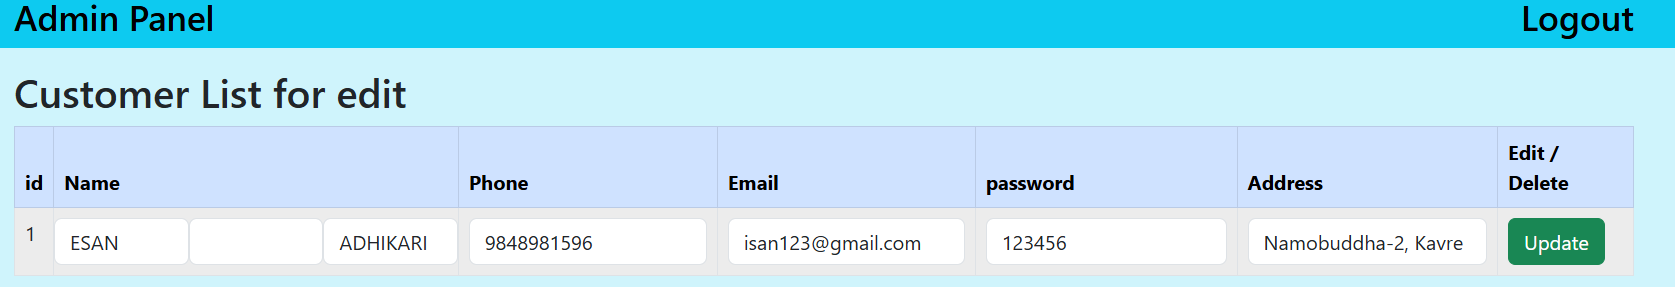 Admin Panel Logout
Customer List for edit
id Name Phone Email password Address Edit /
Delete
1 ESAN ADHIKARI 9848981596 isan123@gmail.com 123456 Namobuddha-2, Kavre Update